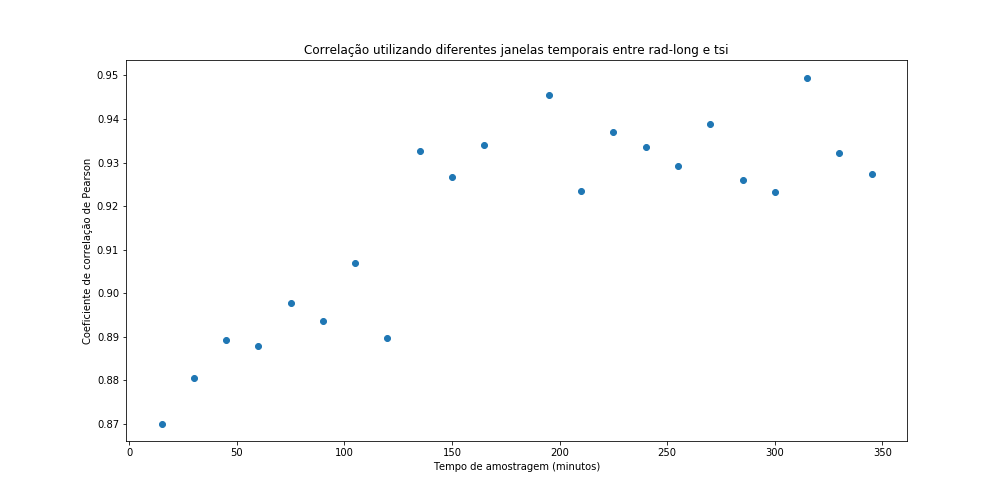 Correlação utilizando diferentes janelas temporais entre rad-long e tsi
Coeficiente de correlação de Pearson
0.95
0.94
0.93
0.92
0.91
0.90
0.89
0.88
0.87
0 50 100 150 200 250 300 350
Tempo de amostragem (minutos)